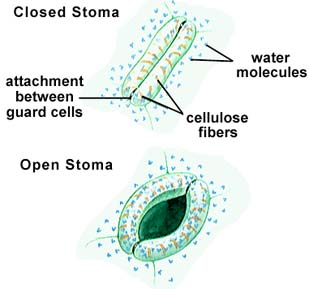 Closed Stoma
water
molecules
attachment
between
guard cells
cellulose
fibers
Open Stoma